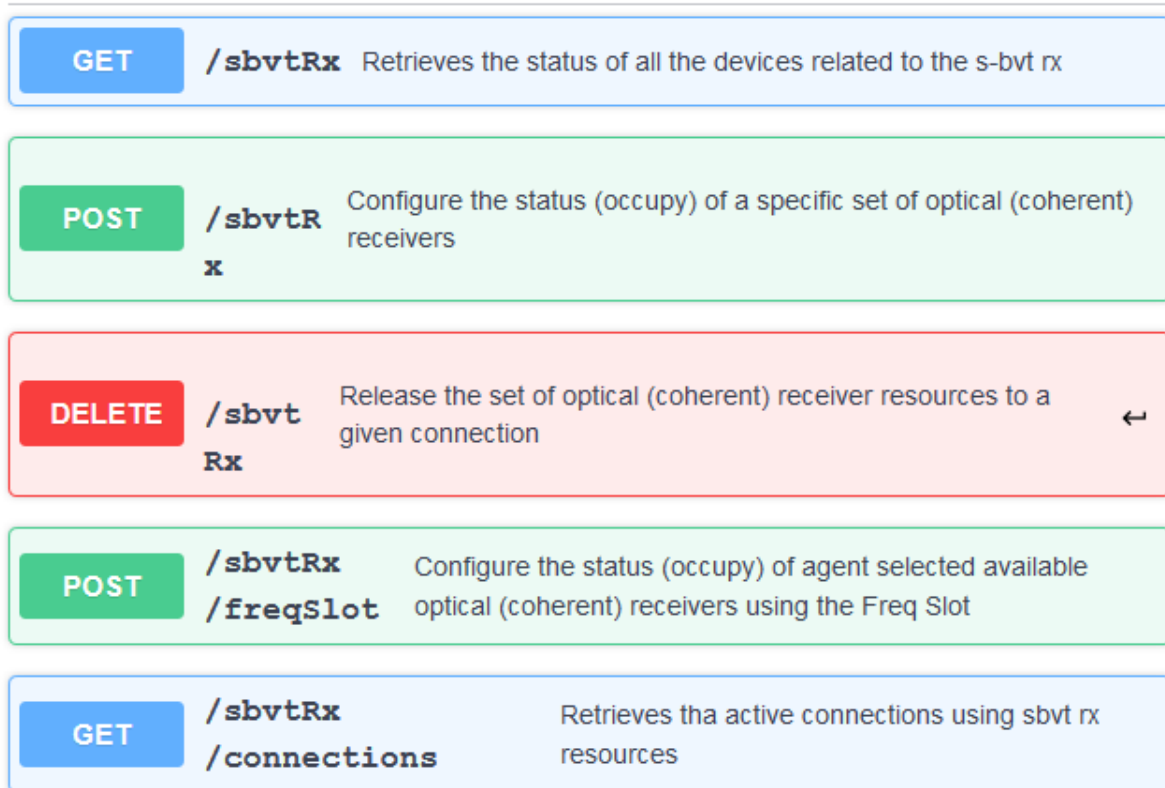 GET /sbvtRx Retrieves the status of all the devices related to the s-bvt rx
POST /sbvtR
x
Configure the status (occupy) of a specific set of optical (coherent)
receivers
DELETE /sbvt
Rx
Release the set of optical (coherent) receiver resources to a
given connection
POST /sbvtRx
/freqSlot
Configure the status (occupy) of agent selected available
optical (coherent) receivers using the Freq Slot
GET /sbvtRx
/connections
Retrieves tha active connections using sbvt rx
resources